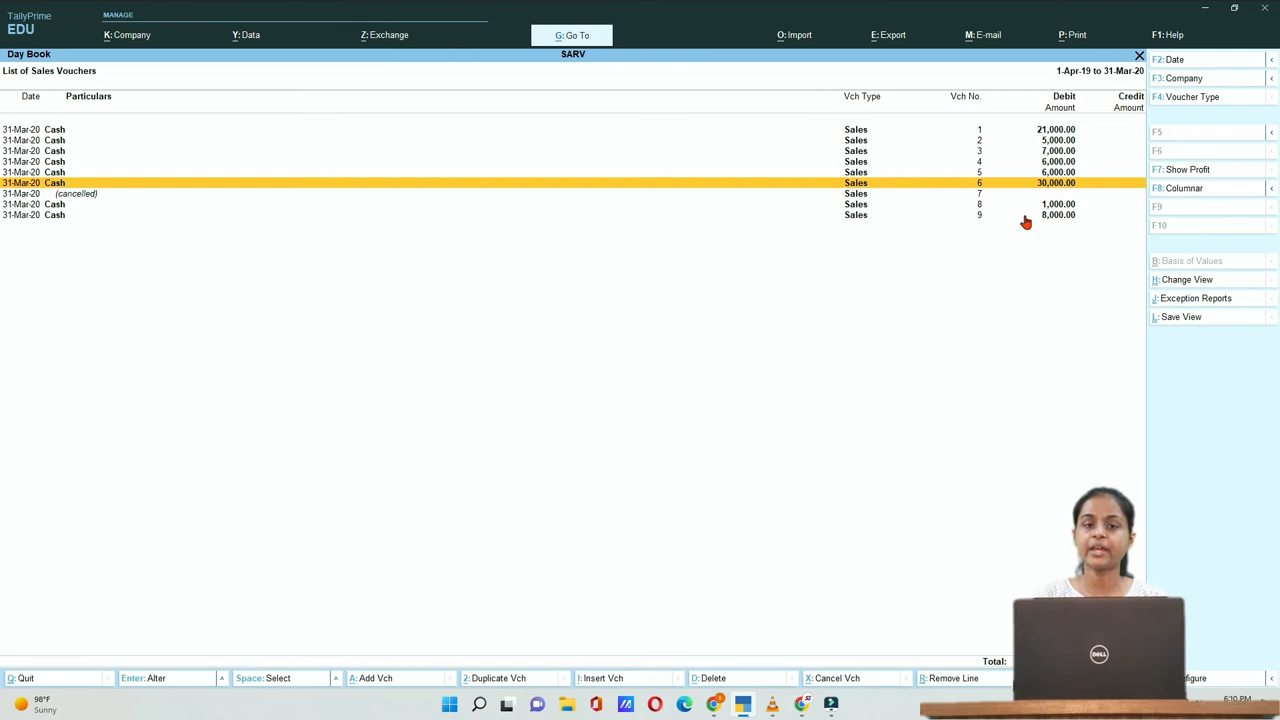 TallyPrime
EDU
MANAGE
K: Company Y: Data Z: Exchange G: Go To O: Import E: Export M: E-mail P: Print F1: Help
Day Book SARV
List of Sales Vouchers 1-Apr-19 to 31-Mar-20
Date Particulars Vch Type Vch No. Debit Credit
Amount Amount
31-Mar-20 Cash Sales 1 21,000.00
31-Mar-20 Cash Sales 2 5,000.00
31-Mar-20 Cash Sales 3 7,000.00
31-Mar-20 Cash Sales 4 6,000.00
31-Mar-20 Cash Sales 5 6,000.00
31-Mar-20 Cash Sales 6 30,000.00
31-Mar-20 (cancelled) Sales 7
31-Mar-20 Cash Sales 8 1,000.00
31-Mar-20 Cash Sales 9 8,000.00
F2: Date
F3: Company
F4: Voucher Type
F5
F6
F7: Show Profit
F8: Columnar
F9
F10
B: Basis of Values
H: Change View
J: Exception Reports
L: Save View
Total:
Q: Quit Enter: Alter Space: Select A: Add Vch 2: Duplicate Vch I: Insert Vch D: Delete X: Cancel Vch R: Remove Line
DELL
98°F
Sunny